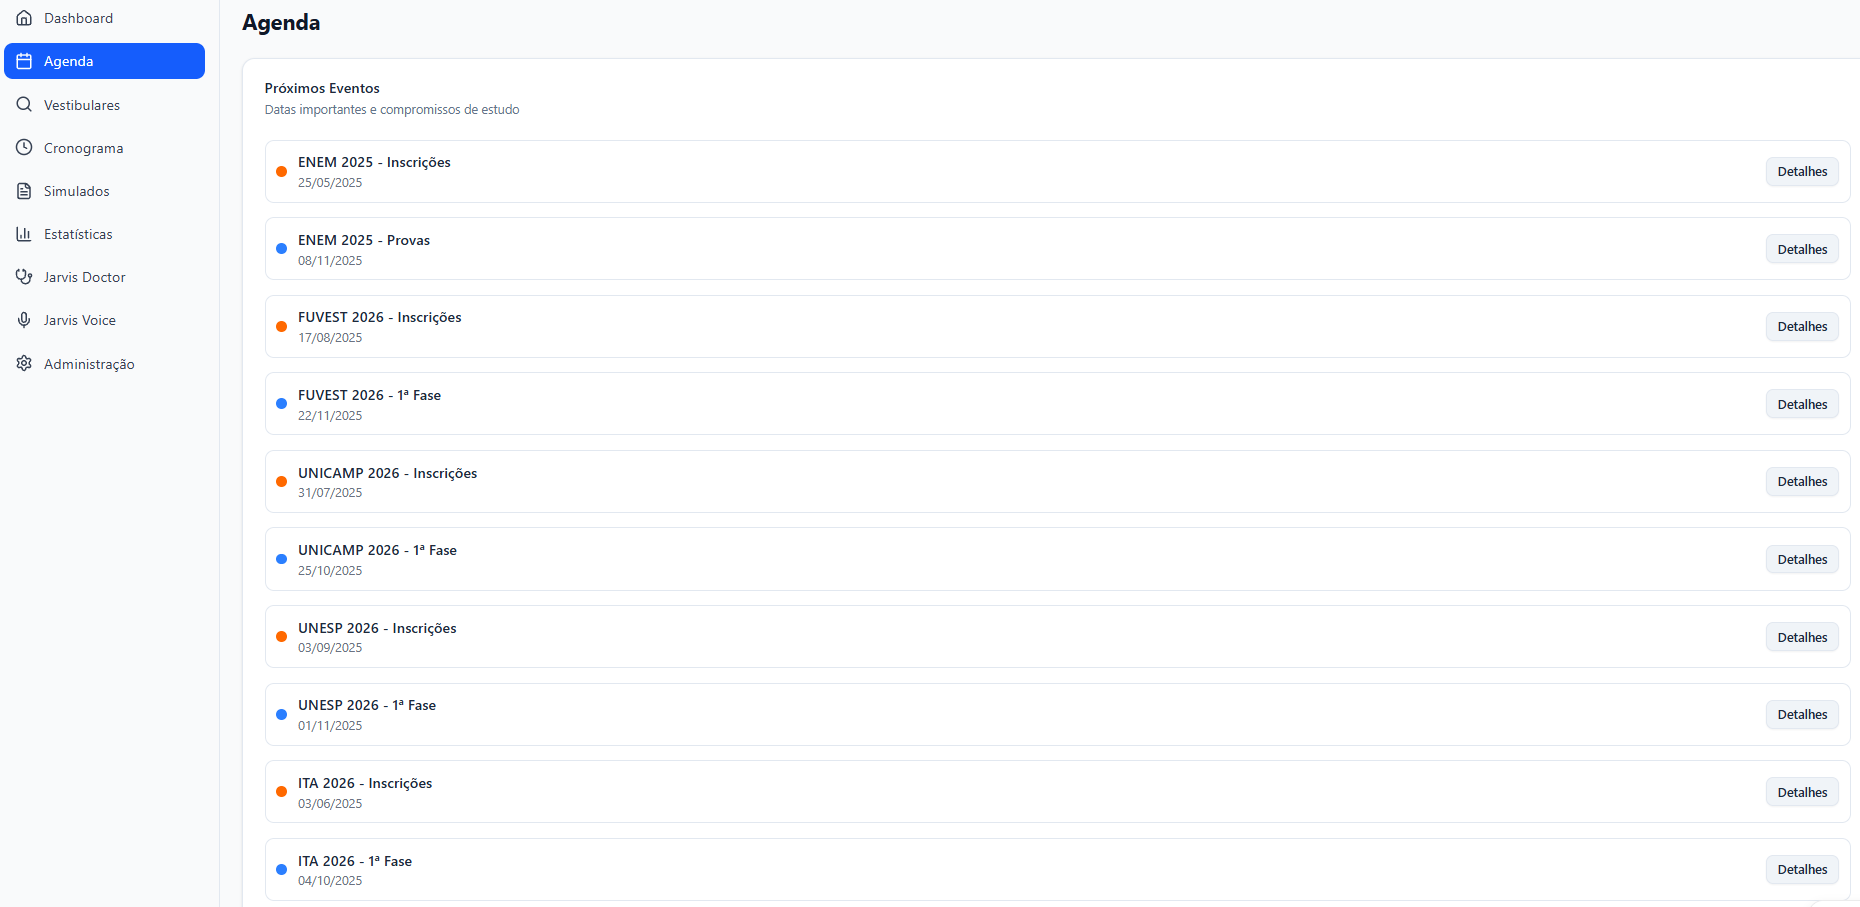 Dashboard
Agenda
Vestibulares
Cronograma
Simulados
Estatísticas
Jarvis Doctor
Jarvis Voice
Administração
Agenda
Próximos Eventos
Datas importantes e compromissos de estudo
ENEM 2025 - Inscrições
25/05/2025
Detalhes
ENEM 2025 - Provas
08/11/2025
Detalhes
FUVEST 2026 - Inscrições
17/08/2025
Detalhes
FUVEST 2026 - 1ª Fase
22/11/2025
Detalhes
UNICAMP 2026 - Inscrições
31/07/2025
Detalhes
UNICAMP 2026 - 1ª Fase
25/10/2025
Detalhes
UNESP 2026 - Inscrições
03/09/2025
Detalhes
UNESP 2026 - 1ª Fase
01/11/2025
Detalhes
ITA 2026 - Inscrições
03/06/2025
Detalhes
ITA 2026 - 1ª Fase
04/10/2025
Detalhes